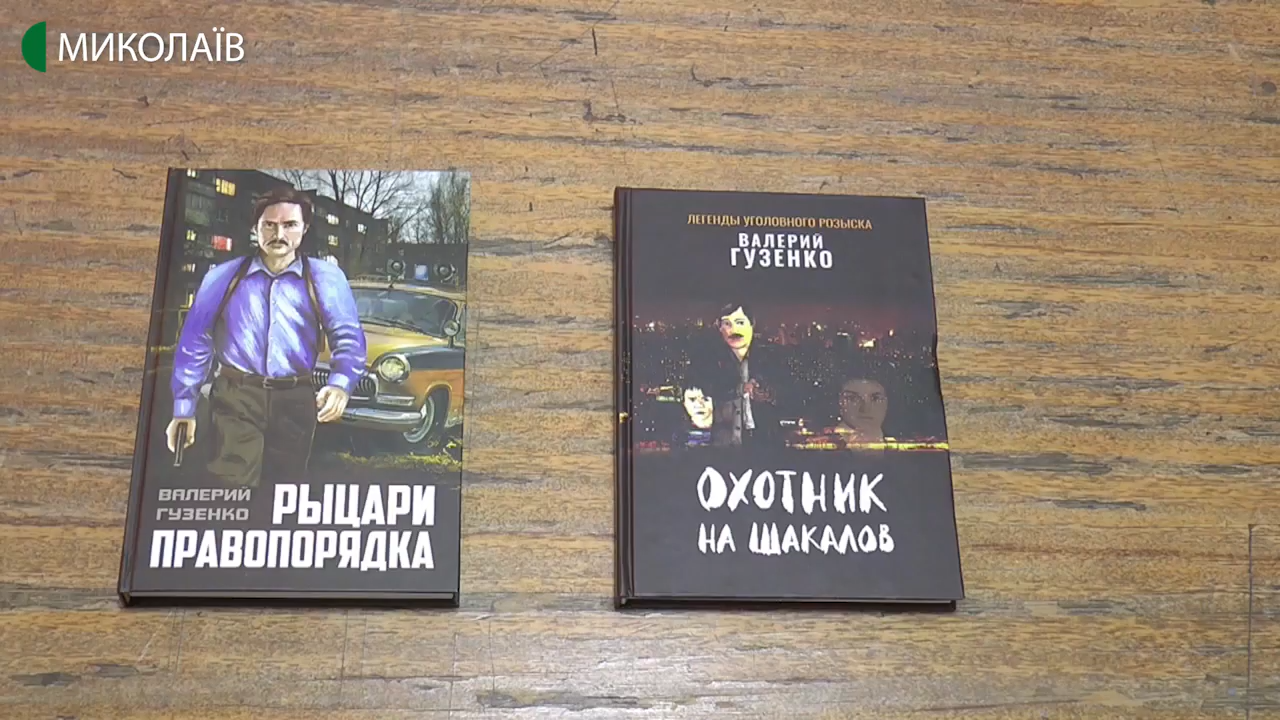 МИКОЛАЇВ
ВАЛЕРИЙ
ГУЗЕНКО
РЫЦАРИ
ПРАВОПОРЯДКА
ЛЕГЕНДЫ УГОЛОВНОГО РОЗЫСКА
ВАЛЕРИЙ
ГУЗЕНКО
ОХОТНИК
НА ШАКАЛОВ